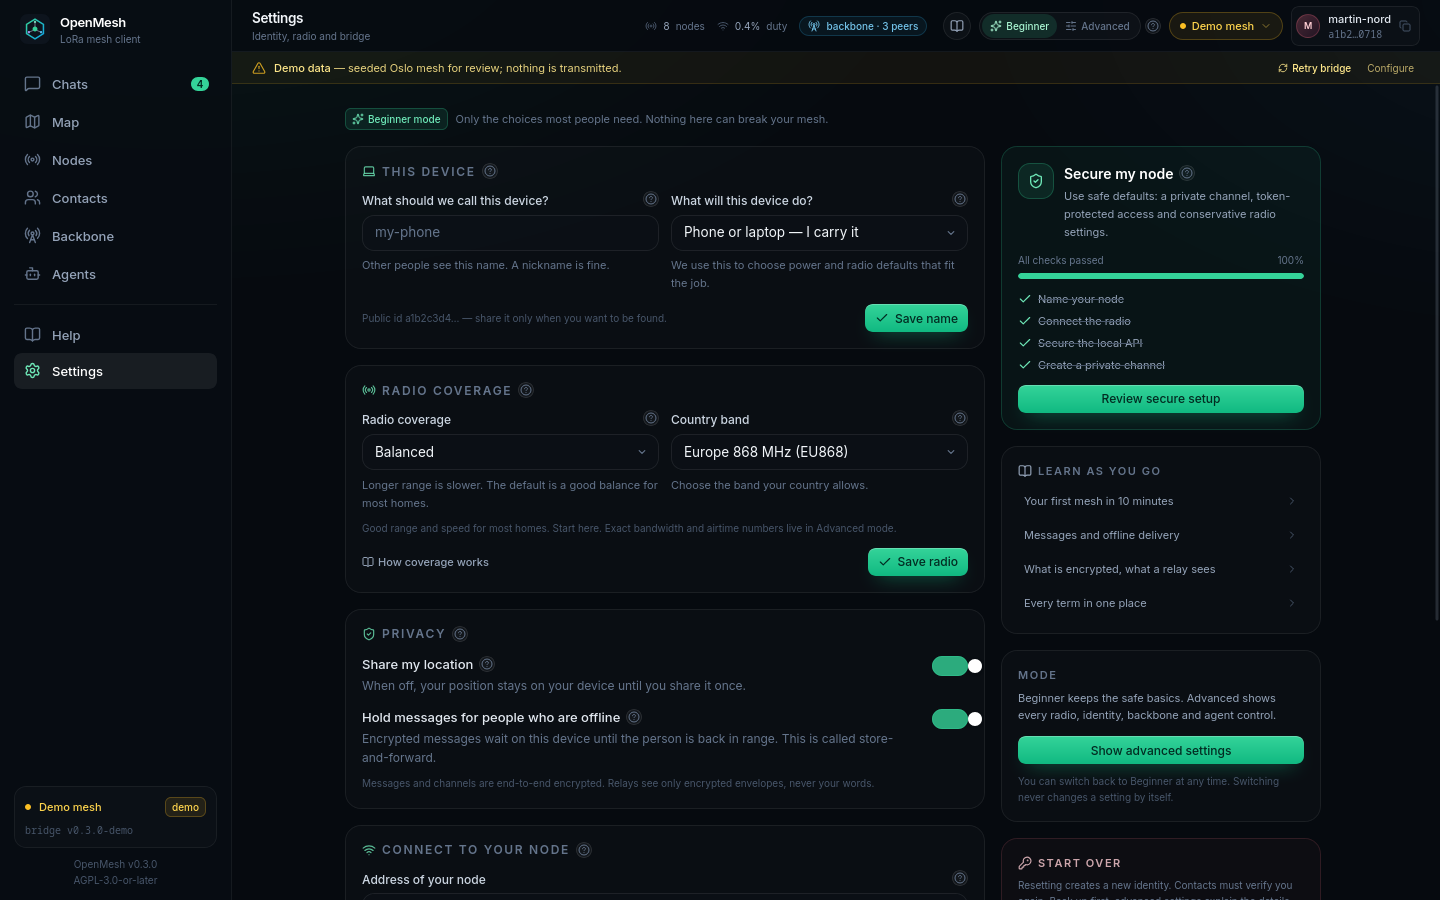 OpenMesh
LoRa mesh client
Chats
4
Map
Nodes
Contacts
Backbone
Agents
Help
Settings
Demo mesh
demo
bridge v0.3.0-demo
OpenMesh v0.3.0
AGPL-3.0-or-later
Settings
Identity, radio and bridge
8 nodes
0.4% duty
backbone · 3 peers
Beginner
Advanced
Demo mesh
M
martin-nord
a1b2…0718
Demo data — seeded Oslo mesh for review; nothing is transmitted.
Retry bridge
Configure
Beginner mode
Only the choices most people need. Nothing here can break your mesh.
THIS DEVICE
What should we call this device?
my-phone
Other people see this name. A nickname is fine.
What will this device do?
Phone or laptop — I carry it
We use this to choose power and radio defaults that fit
the job.
Public id a1b2c3d4… — share it only when you want to be found.
Save name
RADIO COVERAGE
Radio coverage
Balanced
Longer range is slower. The default is a good balance for
most homes.
Country band
Europe 868 MHz (EU868)
Choose the band your country allows.
Good range and speed for most homes. Start here. Exact bandwidth and airtime numbers live in Advanced mode.
How coverage works
Save radio
PRIVACY
Share my location
When off, your position stays on your device until you share it once.
Hold messages for people who are offline
Encrypted messages wait on this device until the person is back in range. This is called store-
and-forward.
Messages and channels are end-to-end encrypted. Relays see only encrypted envelopes, never your words.
CONNECT TO YOUR NODE
Address of your node
Secure my node
Use safe defaults: a private channel, token-
protected access and conservative radio
settings.
All checks passed
100%
Name your node
Connect the radio
Secure the local API
Create a private channel
Review secure setup
LEARN AS YOU GO
Your first mesh in 10 minutes
Messages and offline delivery
What is encrypted, what a relay sees
Every term in one place
MODE
Beginner keeps the safe basics. Advanced shows
every radio, identity, backbone and agent control.
Show advanced settings
You can switch back to Beginner at any time. Switching
never changes a setting by itself.
START OVER
Resetting creates a new identity. Contacts must verify you